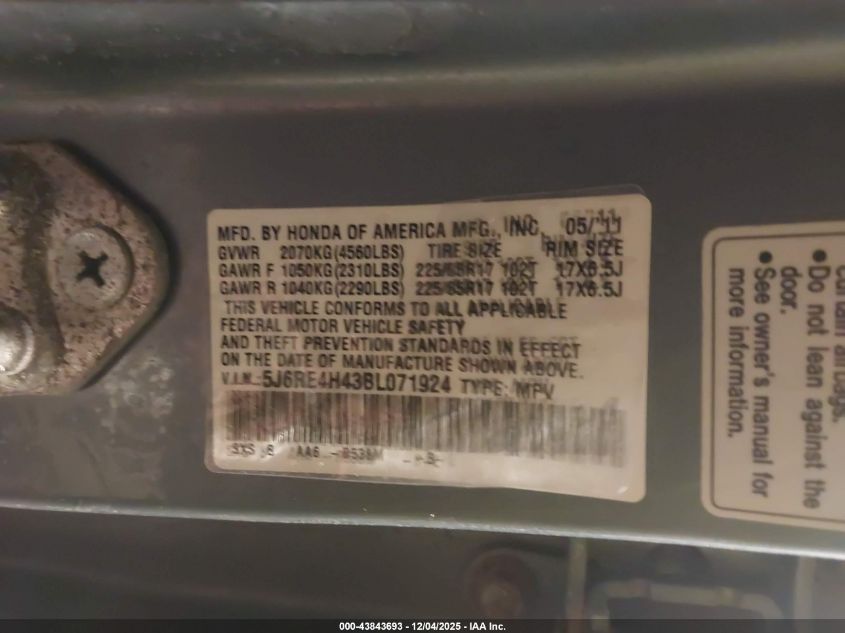 MFD. BY HONDA OF AMERICA MFG., INC. 05/'11
GVWR 2070KG(4560LBS) TIRE SIZE RIM SIZE
GAWR F 1050KG(2310LBS) 225/65R17 102T 17X6.5J
GAWR R 1040KG(2290LBS) 225/65R17 102T 17X6.5J
THIS VEHICLE CONFORMS TO ALL APPLICABLE
FEDERAL MOTOR VEHICLE SAFETY
AND THEFT PREVENTION STANDARDS IN EFFECT
ON THE DATE OF MANUFACTURE SHOWN ABOVE.
V.I.N.:5J6RE4H43BL071924 TYPE: MPV
SXS AA6
curtain airbags.
• Do not lean against the
door.
• See owner's manual for
more information.
000-43843693 - 12/04/2025 - IAA Inc.